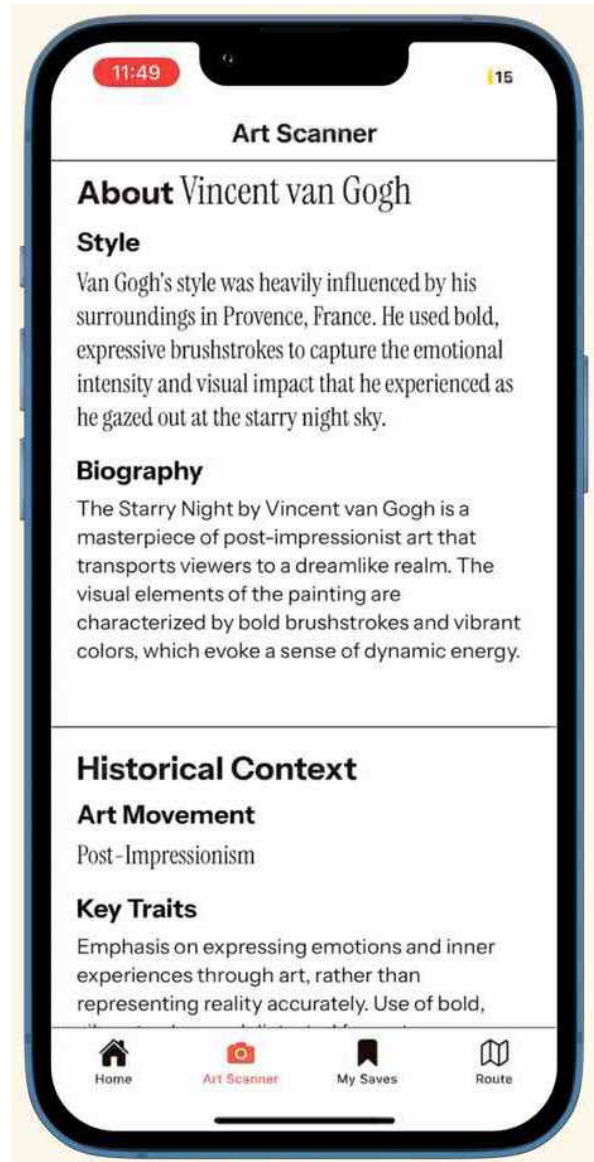 11:49
15
Art Scanner
About Vincent van Gogh
Style
Van Gogh's style was heavily influenced by his
surroundings in Provence, France. He used bold,
expressive brushstrokes to capture the emotional
intensity and visual impact that he experienced as
he gazed out at the starry night sky.
Biography
The Starry Night by Vincent van Gogh is a
masterpiece of post-impressionist art that
transports viewers to a dreamlike realm. The
visual elements of the painting are
characterized by bold brushstrokes and vibrant
colors, which evoke a sense of dynamic energy.
Historical Context
Art Movement
Post-Impressionism
Key Traits
Emphasis on expressing emotions and inner
experiences through art, rather than
representing reality accurately. Use of bold,
Home
Art Scanner
My Saves
Route